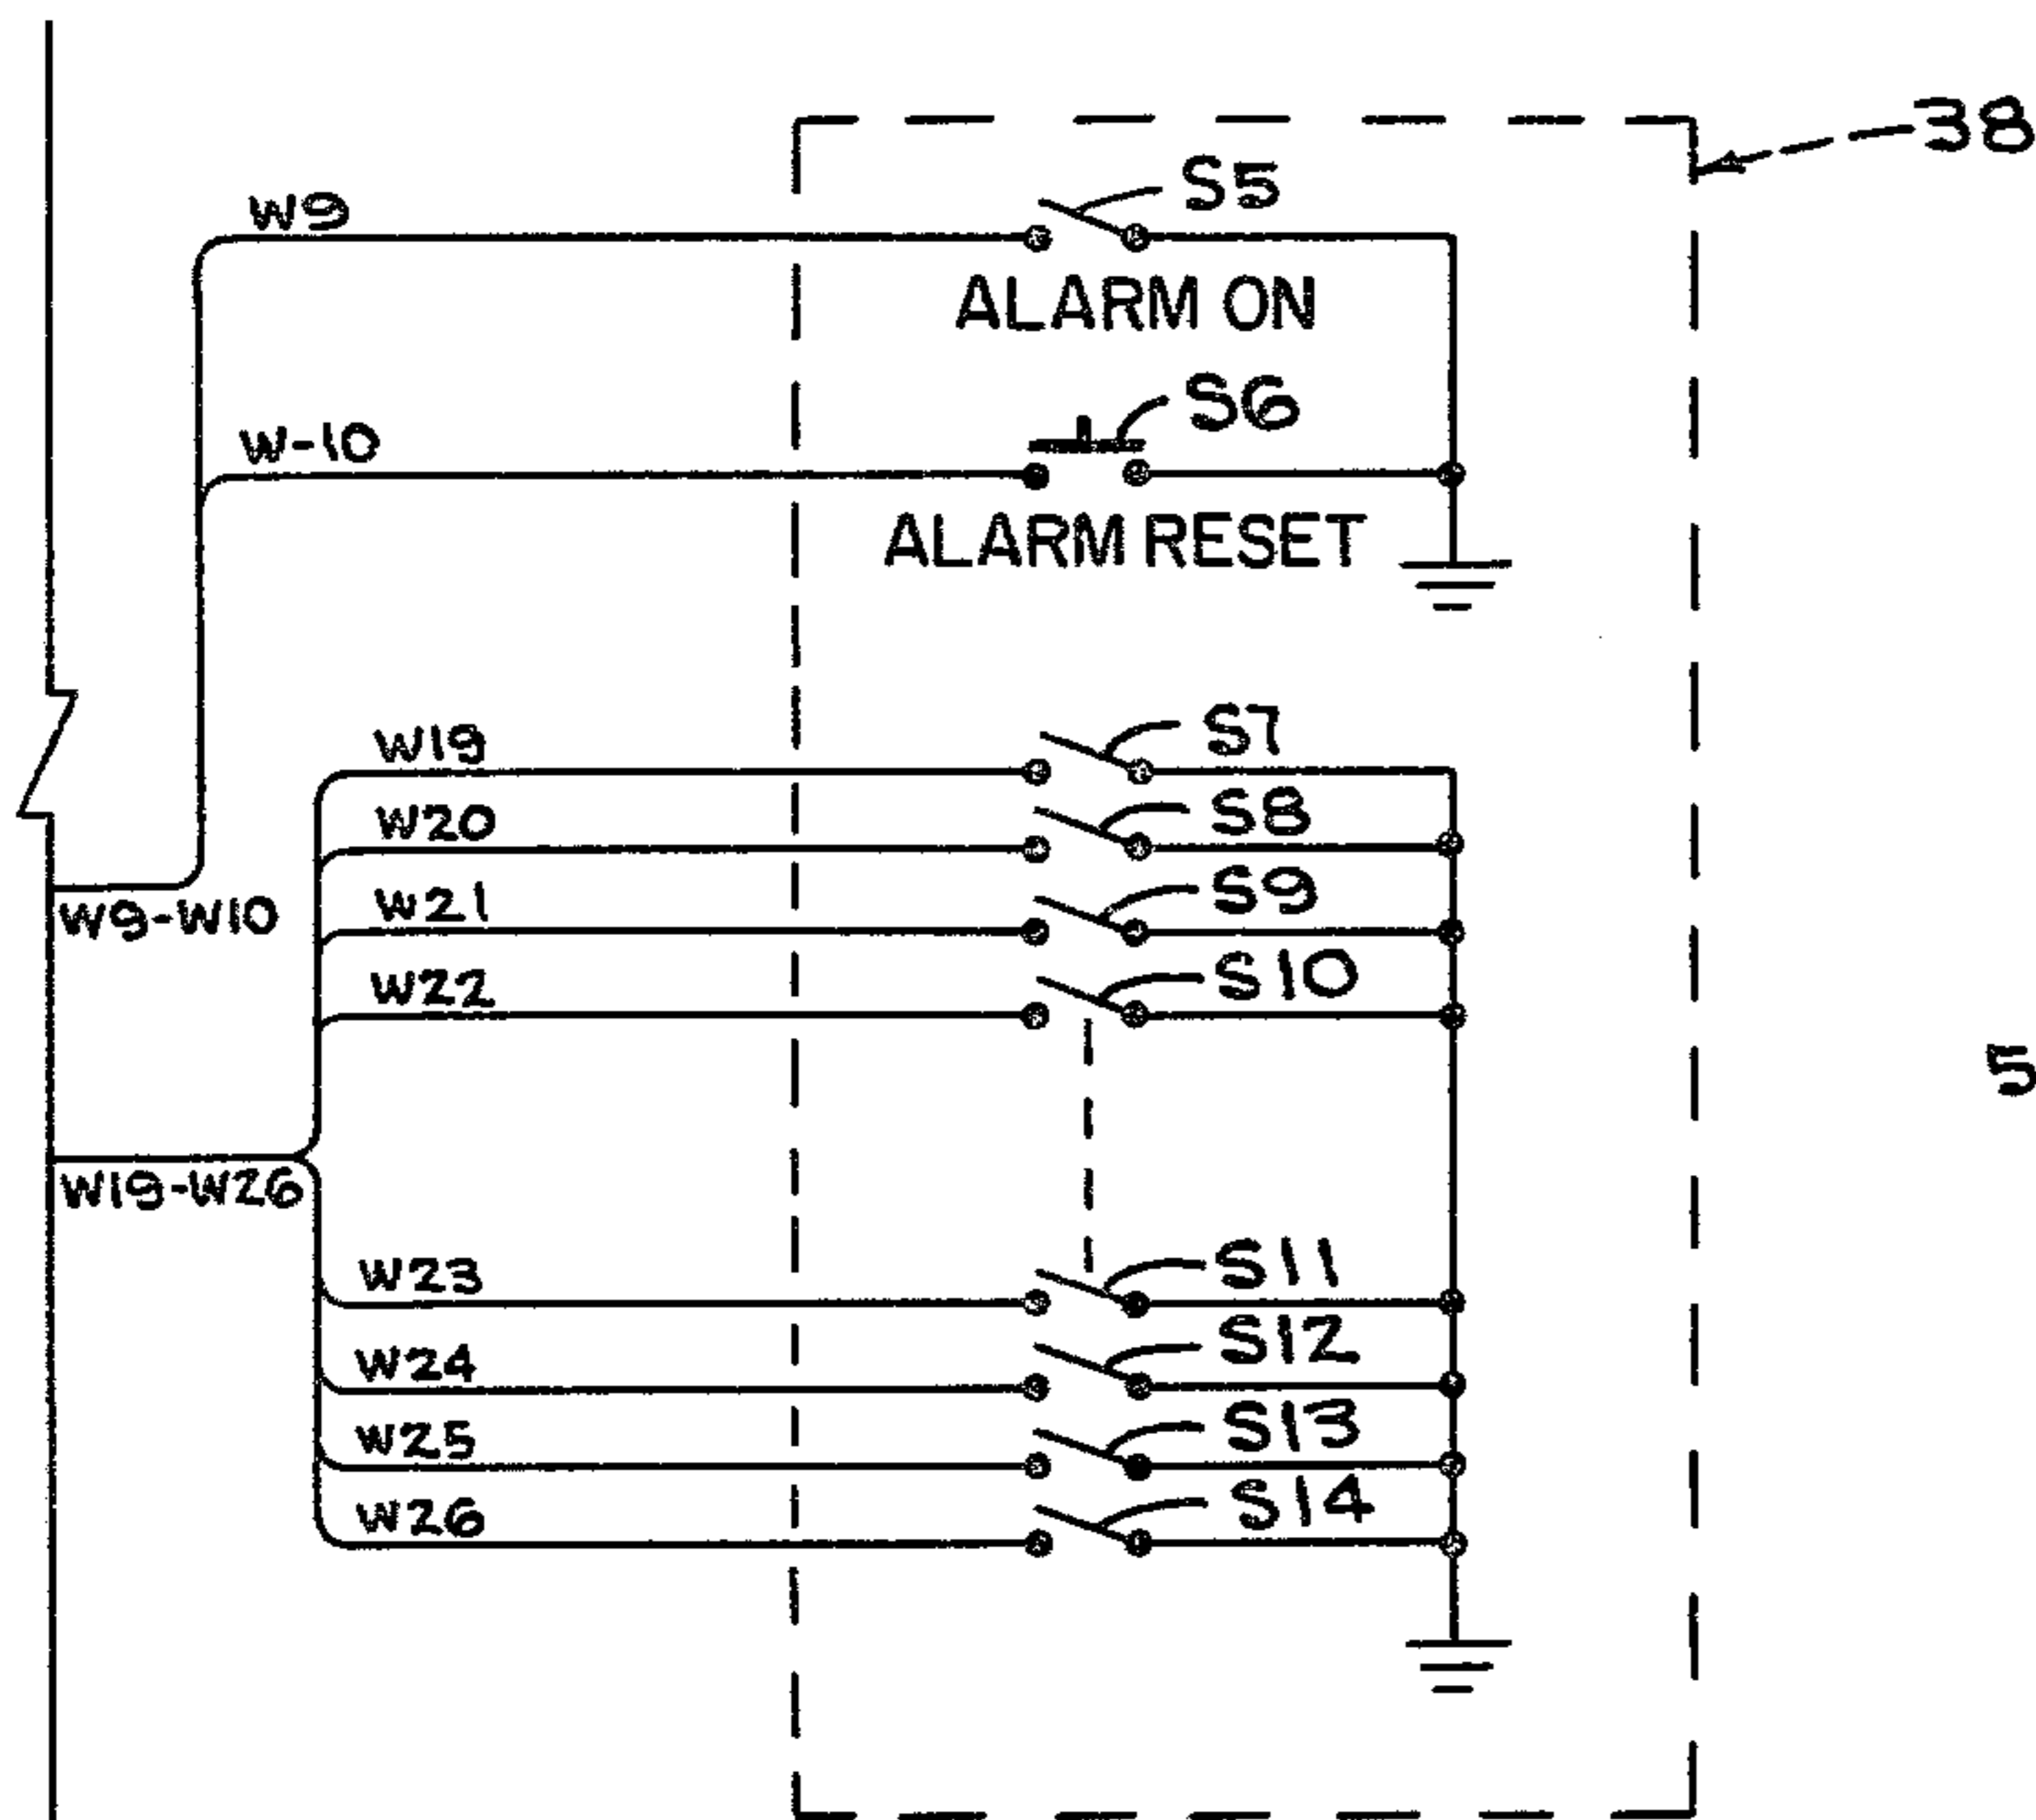 38
W9
S5
ALARM ON
W-10
S6
ALARM RESET
W19
S7
W20
S8
W9-W10
W21
S9
W22
S10
5
W19-W26
W23
S11
W24
S12
W25
S13
W26
S14